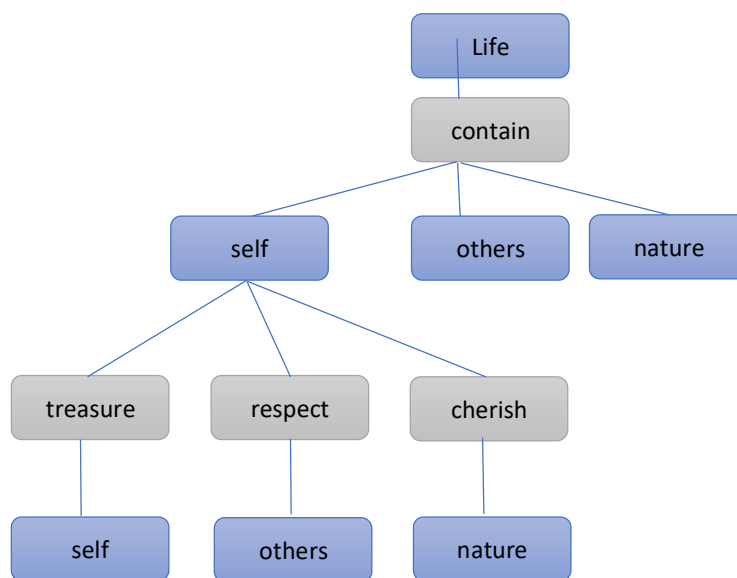 Life
contain
self
others
nature
treasure
respect
cherish
self
others
nature